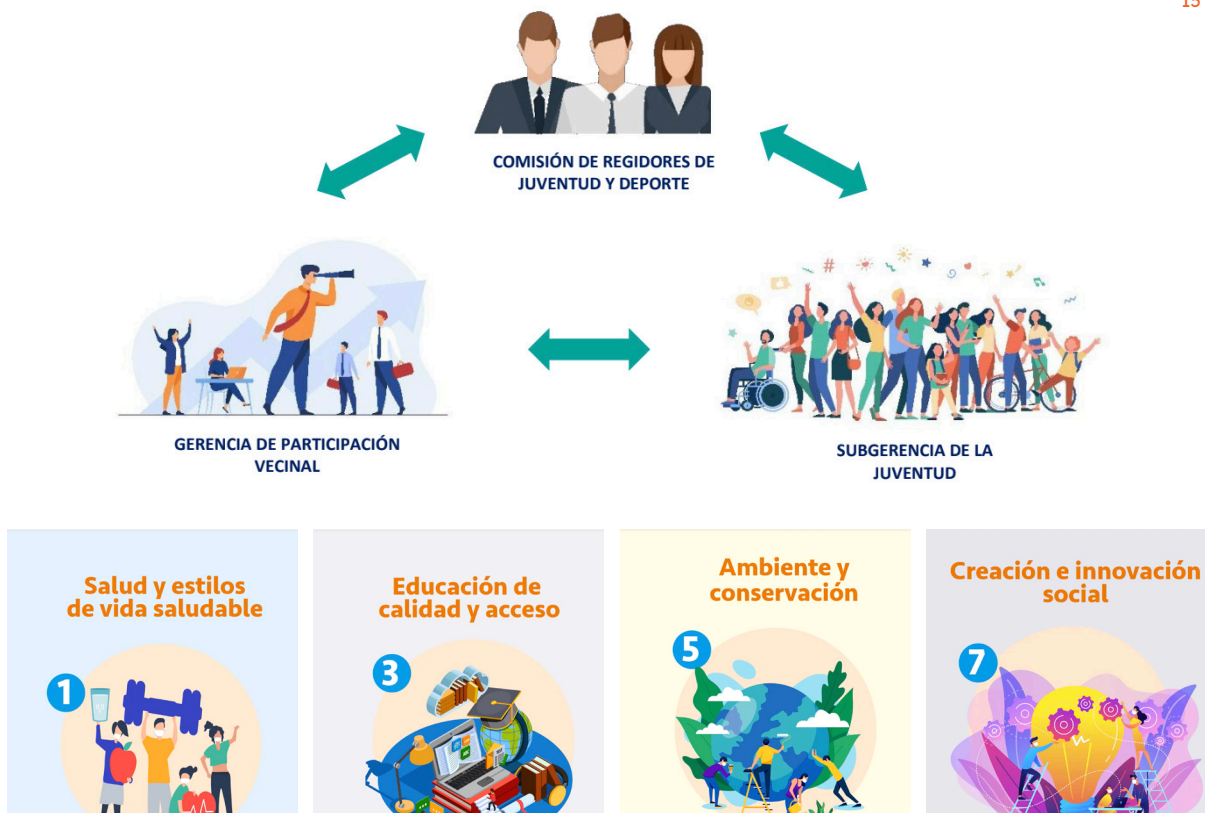 15
COMISIÓN DE REGIDORES DE
JUVENTUD Y DEPORTE
GERENCIA DE PARTICIPACIÓN
VECINAL
SUBGERENCIA DE LA
JUVENTUD
Salud y estilos
de vida saludable
1
Educación de
calidad y acceso
3
Ambiente y
conservación
5
Creación e innovación
social
7